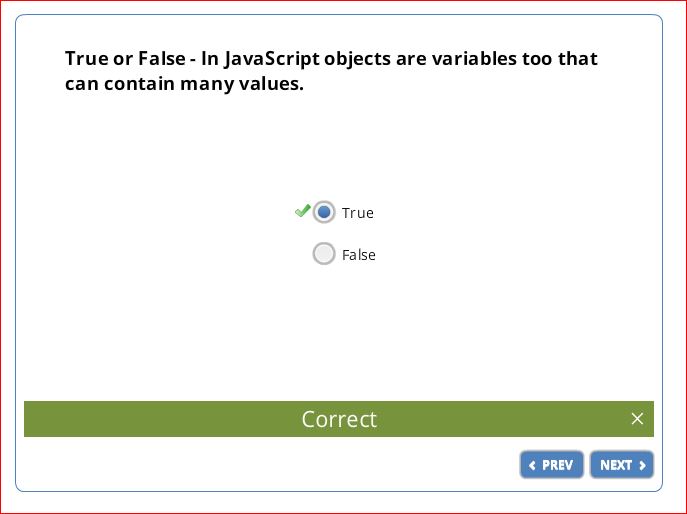 True or False - In JavaScript objects are variables too that
can contain many values.
True
False
Correct
PREV
NEXT